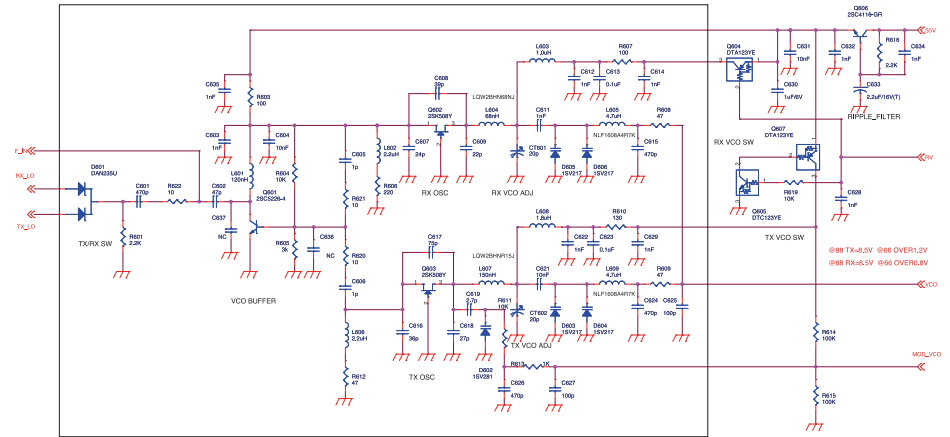 Q606
2SC4116-GR
S5V
R616
2.2K
C634
1nF
C632
1nF
C631
10nF
C633
2.2uF/16V(T)
RIPPLE_FILTER
Q604
DTA123YE
C630
1uF/6V
L603
1.0uH
R607
100
C612
1nF
C613
0.1uF
C614
1nF
C635
1nF
R603
100
C608
39p
LQW2BHN68NJ
Q602
2SK508Y
L604
68nH
C611
1nF
L605
4.7uH
R608
47
NLF160BA4R7K
Q607
DTA123YE
RX VCO SW
C603
1nF
C604
10nF
L602
2.2uH
C607
24p
C609
22p
CT601
20p
D605
1SV217
D606
1SV217
C615
470p
RV
F_IN
C605
1p
RX_LO
D601
DAN235U
L601
120nH
R604
10K
R606
220
RX OSC
RX VCO ADJ
Q605
DTC123YE
R619
10K
C628
1nF
C601
470p
R622
10
C602
47p
Q601
2SC5226-4
R621
10
TX_LO
C637
NC
TX/RX SW
R601
2.2K
R605
3k
C636
NC
R620
10
L608
1.8uH
R610
130
C622
1nF
C623
0.1uF
C629
1nF
TX VCO SW
C617
75p
LQW2BHNR15J
Q603
2SK508Y
L607
150nH
C621
10nF
L609
4.7uH
R609
47
NLF160BA4R7K
@88 TX=8.5V @66 OVER1.2V
@88 RX=8.5V @66 OVER0.8V
VCO
C606
1p
VCO BUFFER
C619
2.7p
R611
10K
CT602
20p
D603
1SV217
D604
1SV217
C624
470p
C625
100p
L606
2.2uH
C616
36p
C618
27p
TX VCO ADJ
R614
100K
MOD_VCO
R612
47
TX OSC
D602
1SV281
R613
1K
C626
470p
C627
100p
R615
100K